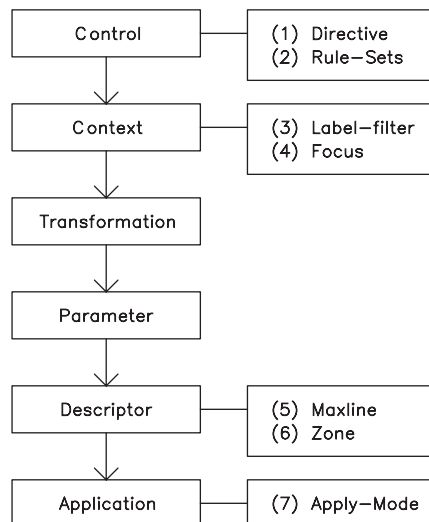 Control
(1) Directive
(2) Rule-Sets
Context
(3) Label-filter
(4) Focus
Transformation
Parameter
Descriptor
(5) Maxline
(6) Zone
Application
(7) Apply-Mode